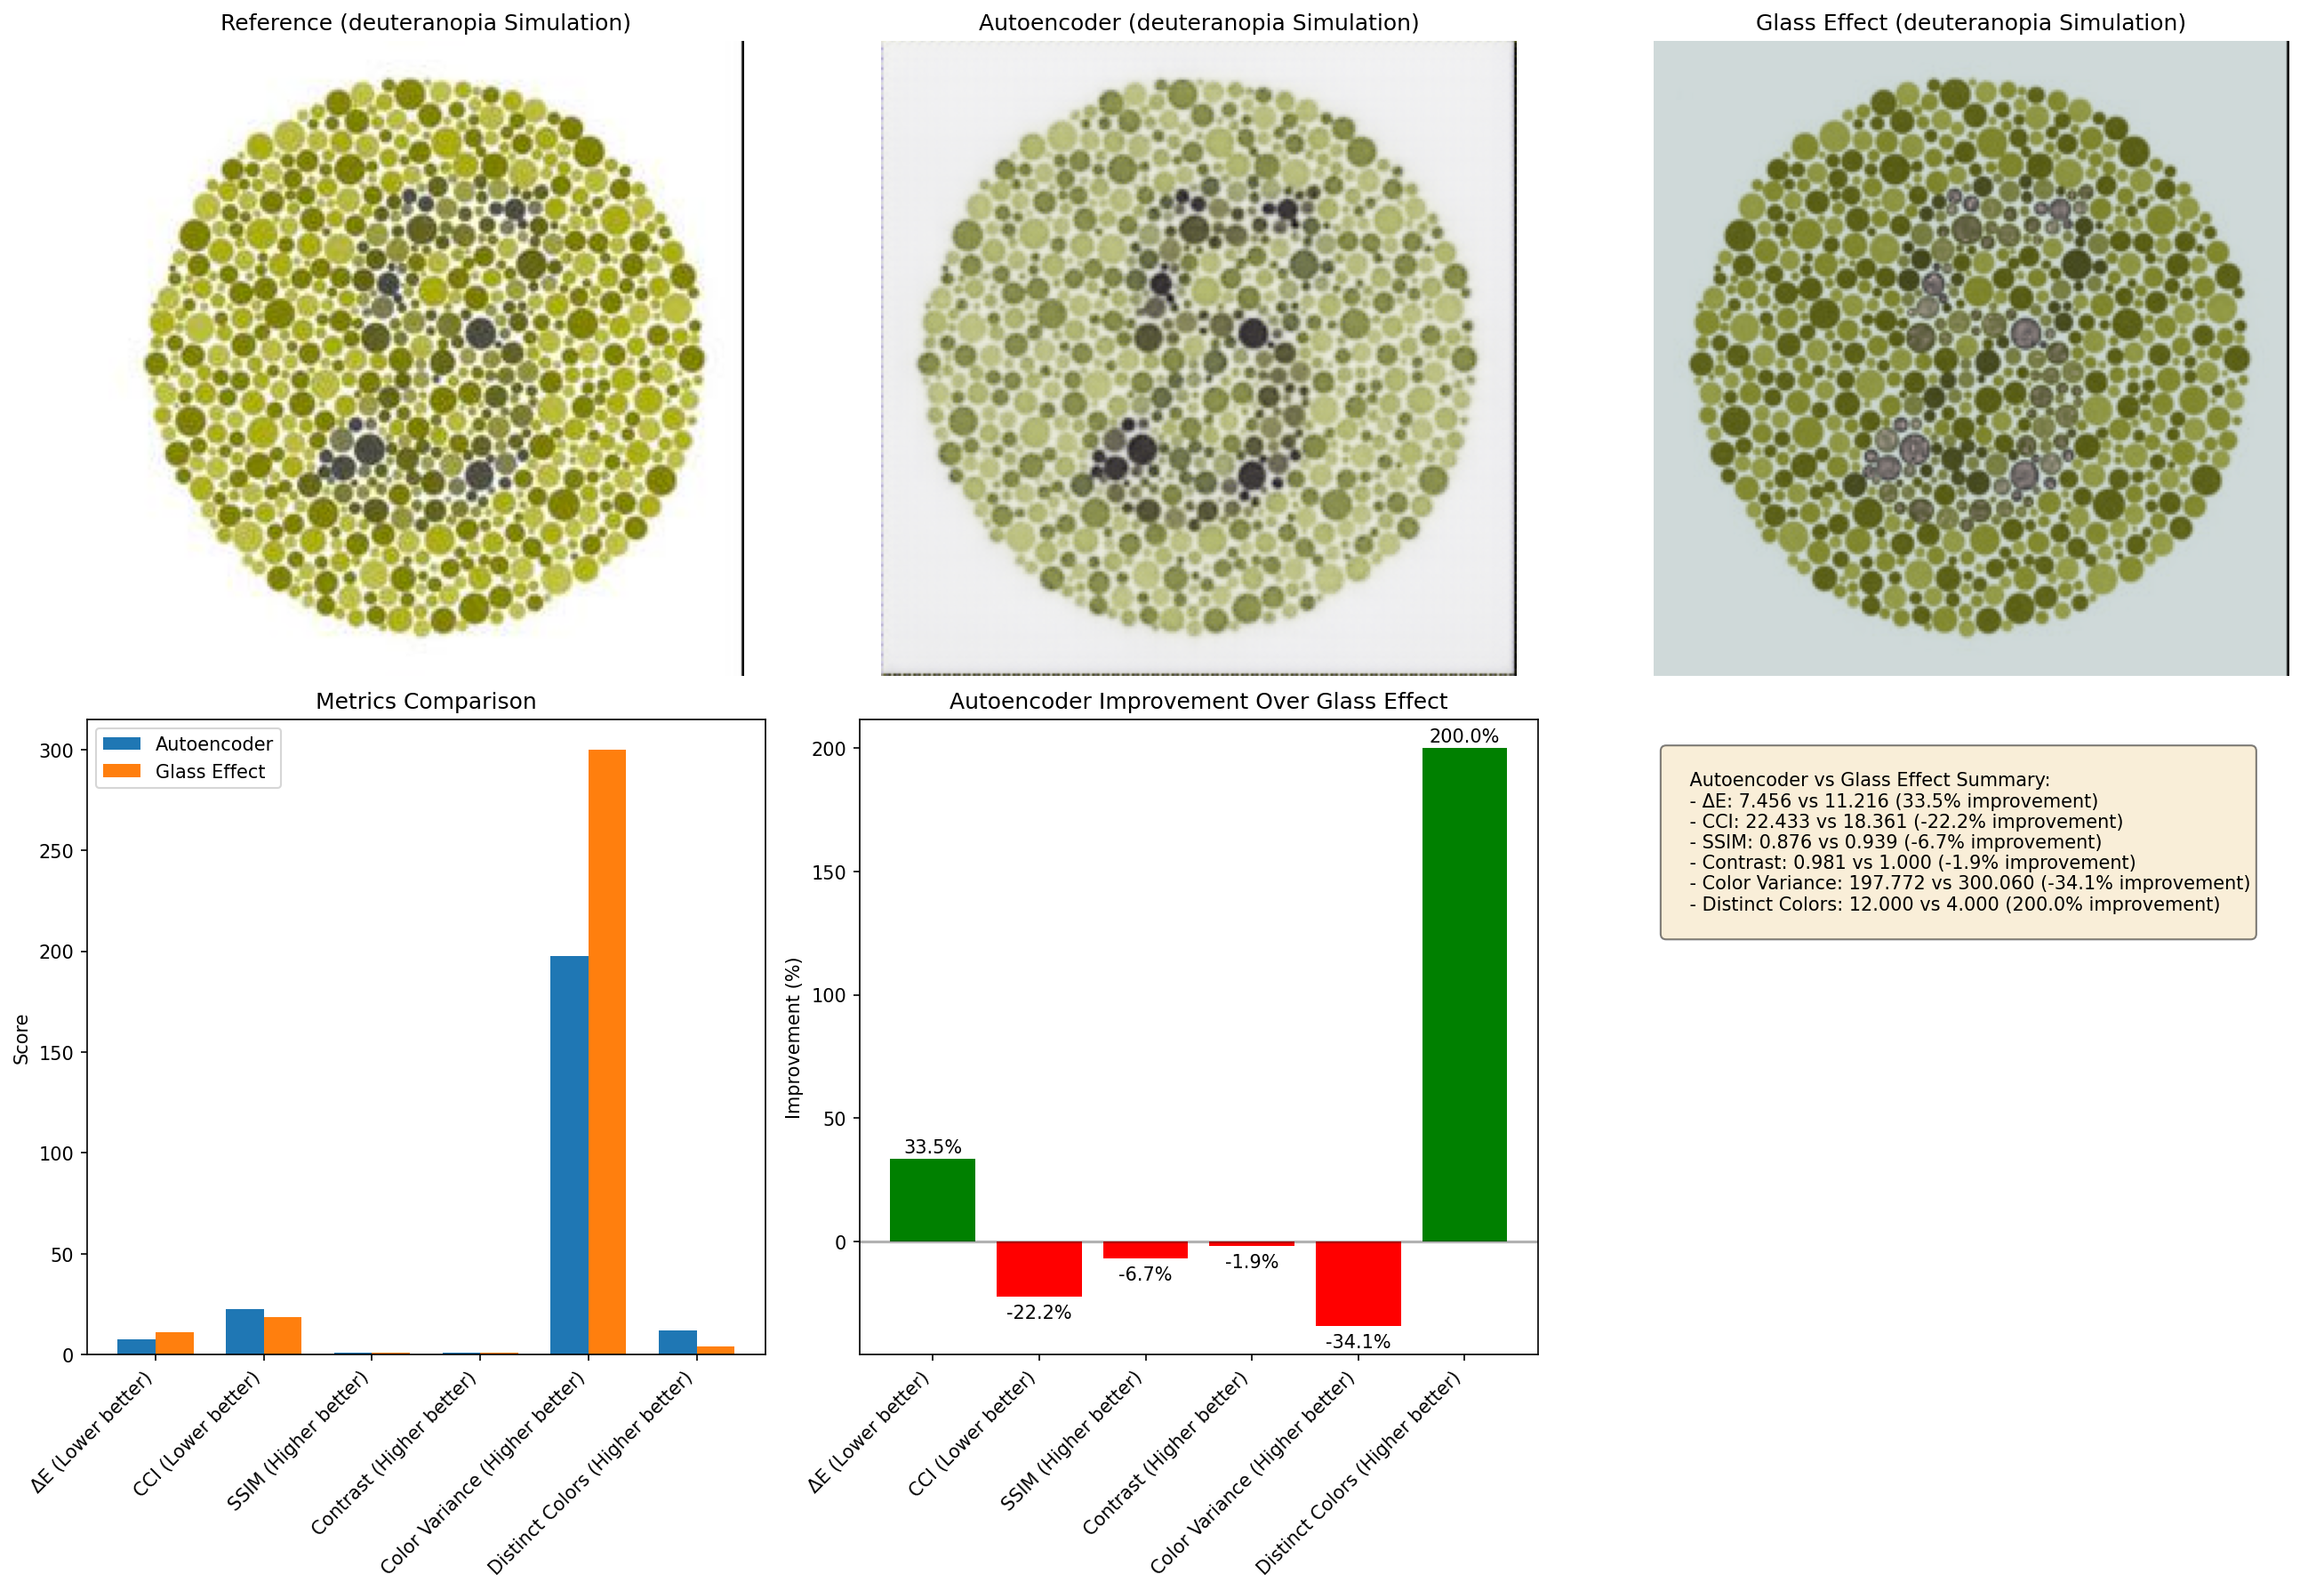 Reference (deuteranopia Simulation)
Autoencoder (deuteranopia Simulation)
Glass Effect (deuteranopia Simulation)
Metrics Comparison
Autoencoder
Glass Effect
Score
300
250
200
150
100
50
0
ΔE (Lower better)
CCI (Lower better)
SSIM (Higher better)
Contrast (Higher better)
Color Variance (Higher better)
Distinct Colors (Higher better)
Autoencoder Improvement Over Glass Effect
Improvement (%)
200
150
100
50
0
33.5%
-22.2%
-6.7%
-1.9%
-34.1%
200.0%
ΔE (Lower better)
CCI (Lower better)
SSIM (Higher better)
Contrast (Higher better)
Color Variance (Higher better)
Distinct Colors (Higher better)
Autoencoder vs Glass Effect Summary:
- ΔE: 7.456 vs 11.216 (33.5% improvement)
- CCI: 22.433 vs 18.361 (-22.2% improvement)
- SSIM: 0.876 vs 0.939 (-6.7% improvement)
- Contrast: 0.981 vs 1.000 (-1.9% improvement)
- Color Variance: 197.772 vs 300.060 (-34.1% improvement)
- Distinct Colors: 12.000 vs 4.000 (200.0% improvement)